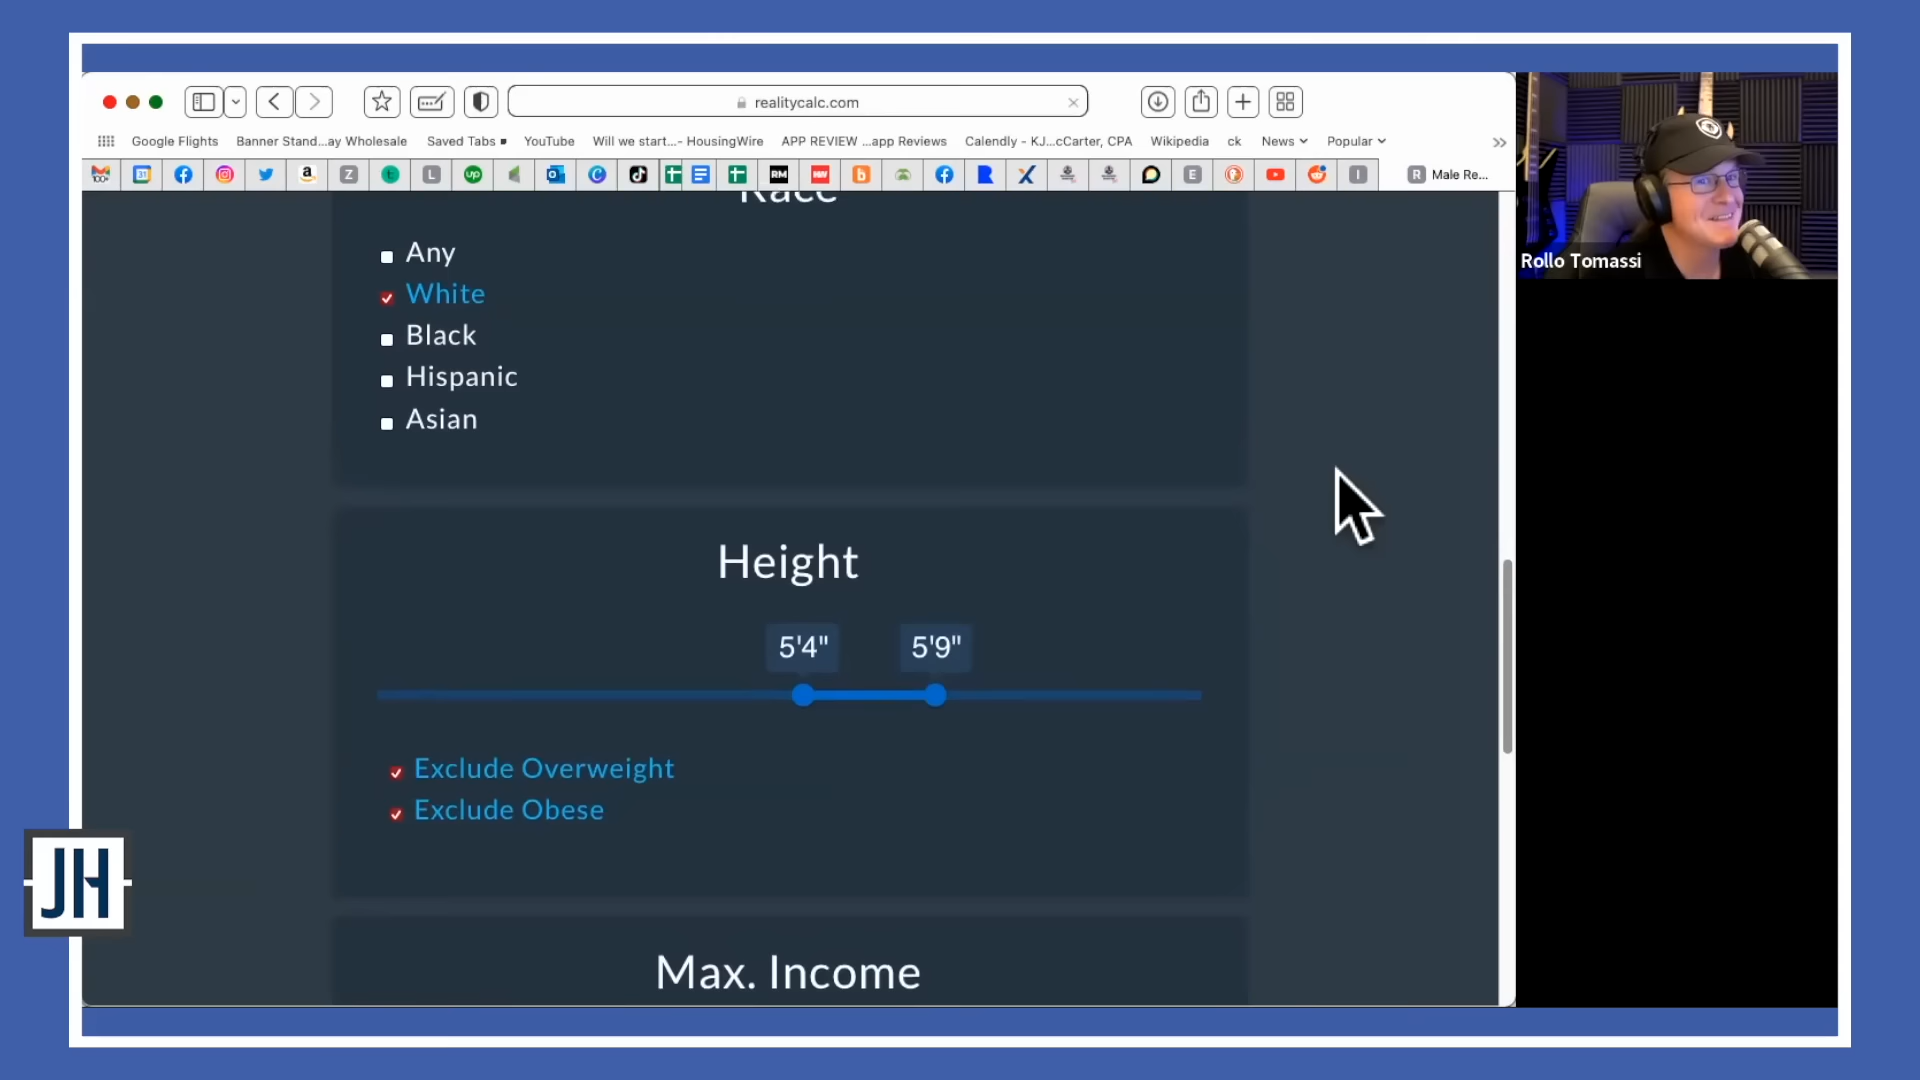 realitycalc.com
Google Flights Banner Stand...ay Wholesale Saved Tabs YouTube Will we start...- HousingWire APP REVIEW ...app Reviews Calendly - KJ...cCarter, CPA Wikipedia ck News Popular
Male Re...
Race
Any
White
Black
Hispanic
Asian
Height
5'4" 5'9"
Exclude Overweight
Exclude Obese
Max. Income
Rollo Tomassi
JH